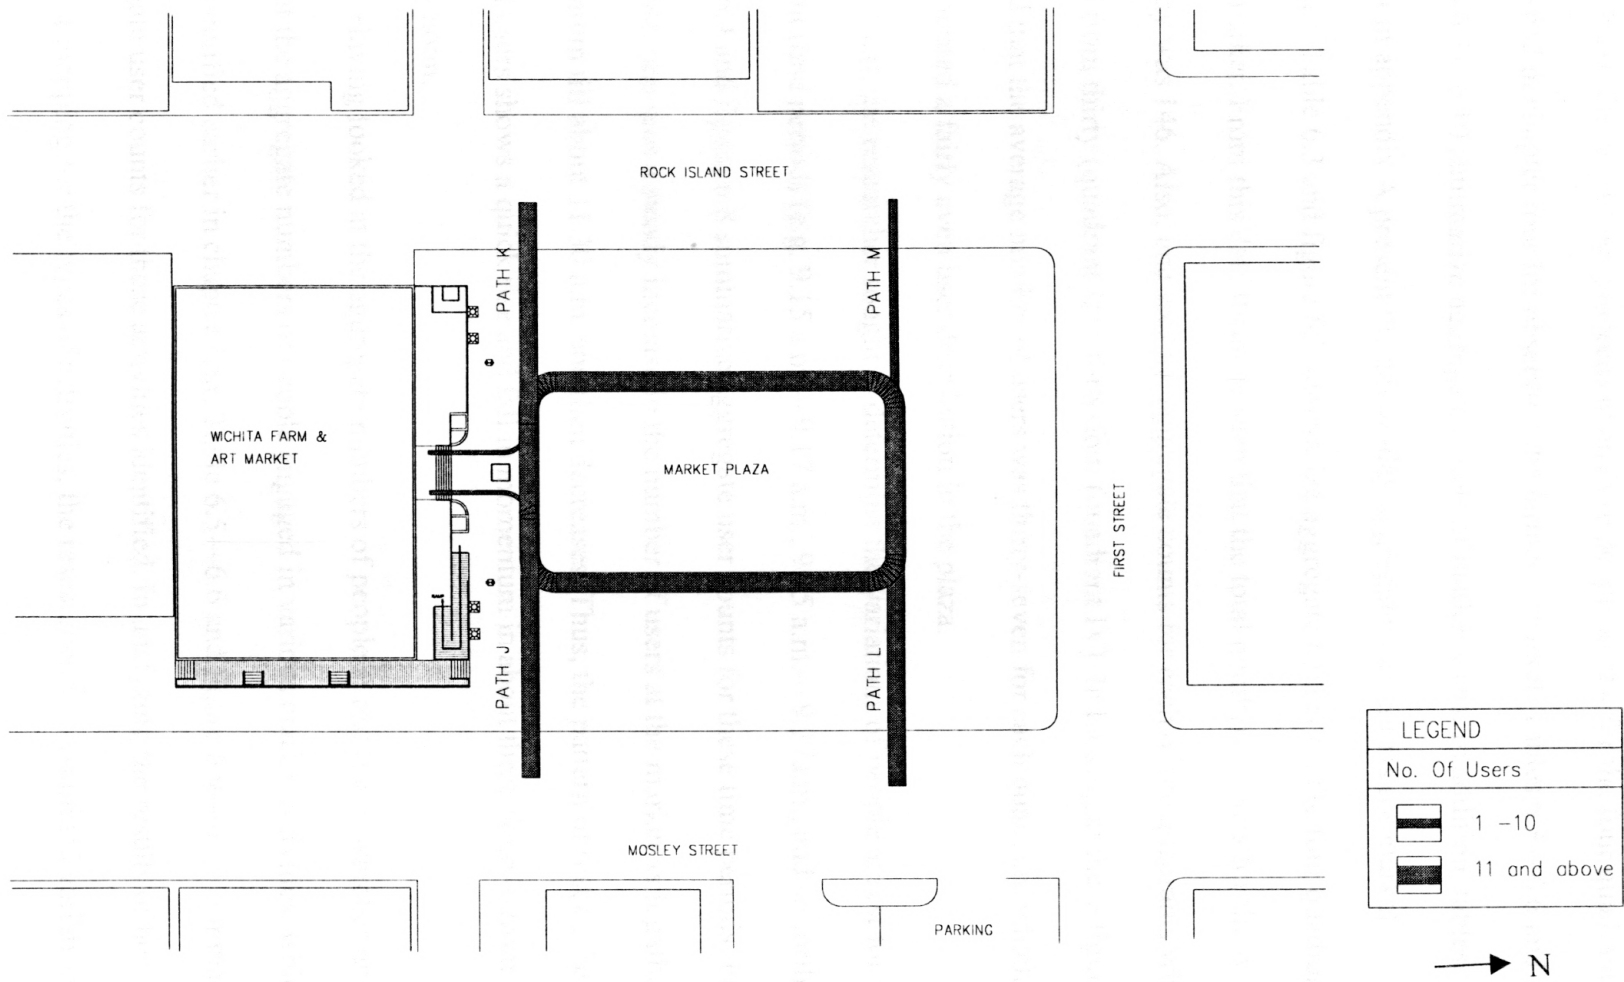 ROCK ISLAND STREET
PATH K
PATH M
WICHITA FARM &
ART MARKET
MARKET PLAZA
FIRST STREET
PATH J
PATH L
MOSLEY STREET
PARKING
LEGEND
No. Of Users
1 -10
11 and above
N